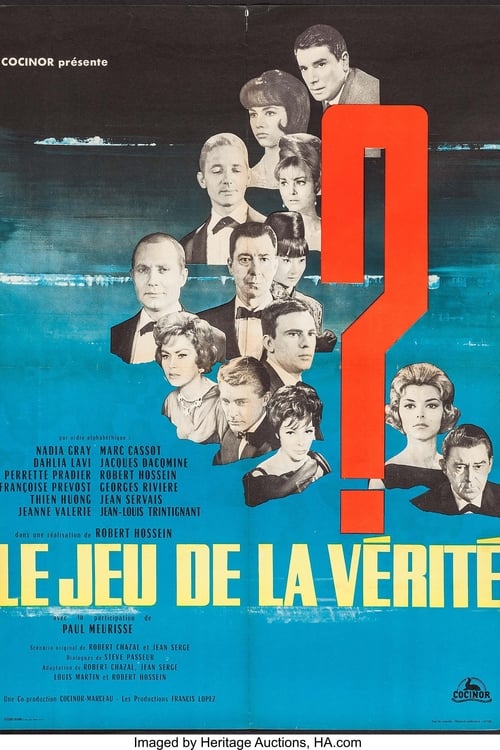 COCINOR présente
par ordre alphabéthique :
NADIA GRAY MARC CASSOT
DAHLIA LAVI JACQUES DACQMINE
PERRETTE PRADIER ROBERT HOSSEIN
FRANÇOISE PREVOST GEORGES RIVIERE
THIEN HUONG JEAN SERVAIS
JEANNE VALERIE JEAN-LOUIS TRINTIGNANT
dans une réalisation de ROBERT HOSSEIN
LE JEU DE LA VÉRITÉ
avec la participation de
PAUL MEURISSE
Scénario original de ROBERT CHAZAL et JEAN SERGE
Dialogues de STEVE PASSEUR
Adaptation de ROBERT CHAZAL, JEAN SERGE
LOUIS MARTIN et ROBERT HOSSEIN
Une Co-production COCINOR-MARCEAU - Les Productions FRANCIS LOPEZ
COCINOR
Imaged by Heritage Auctions, HA.com